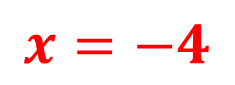 x = −4